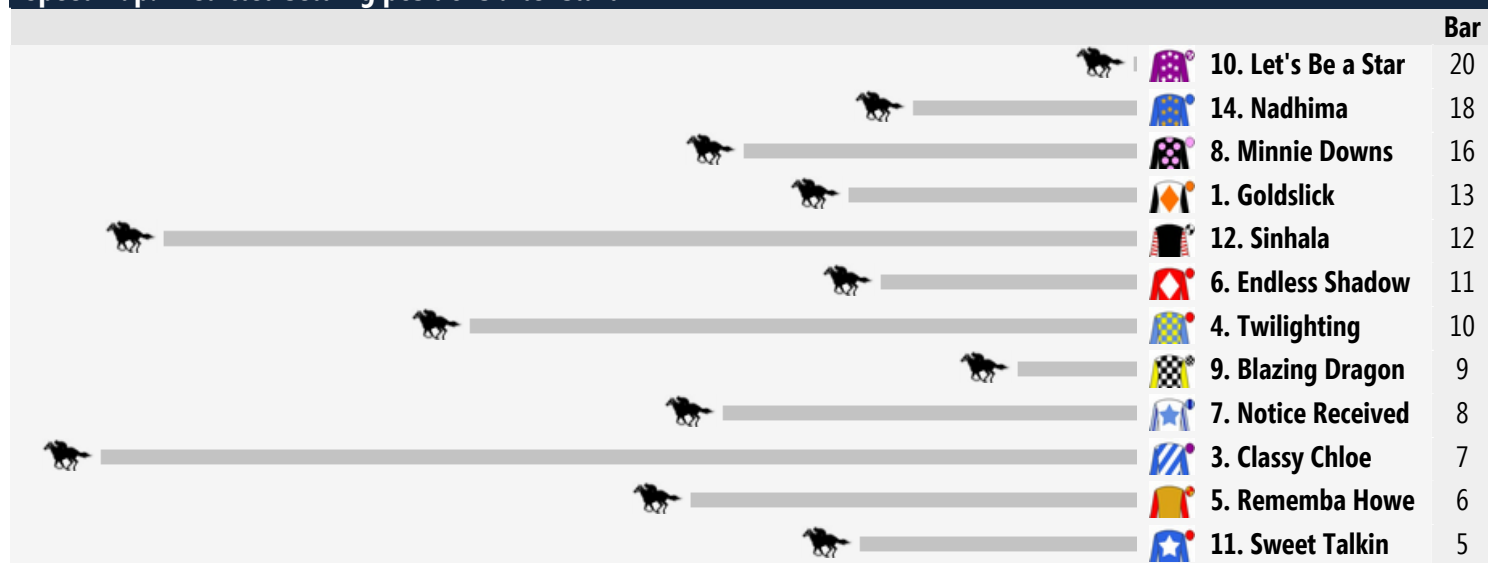 Bar
10. Let's Be a Star 20
14. Nadhima 18
8. Minnie Downs 16
1. Goldslick 13
12. Sinhala 12
6. Endless Shadow 11
4. Twilighting 10
9. Blazing Dragon 9
7. Notice Received 8
3. Classy Chloe 7
5. Rememba Howe 6
11. Sweet Talkin 5